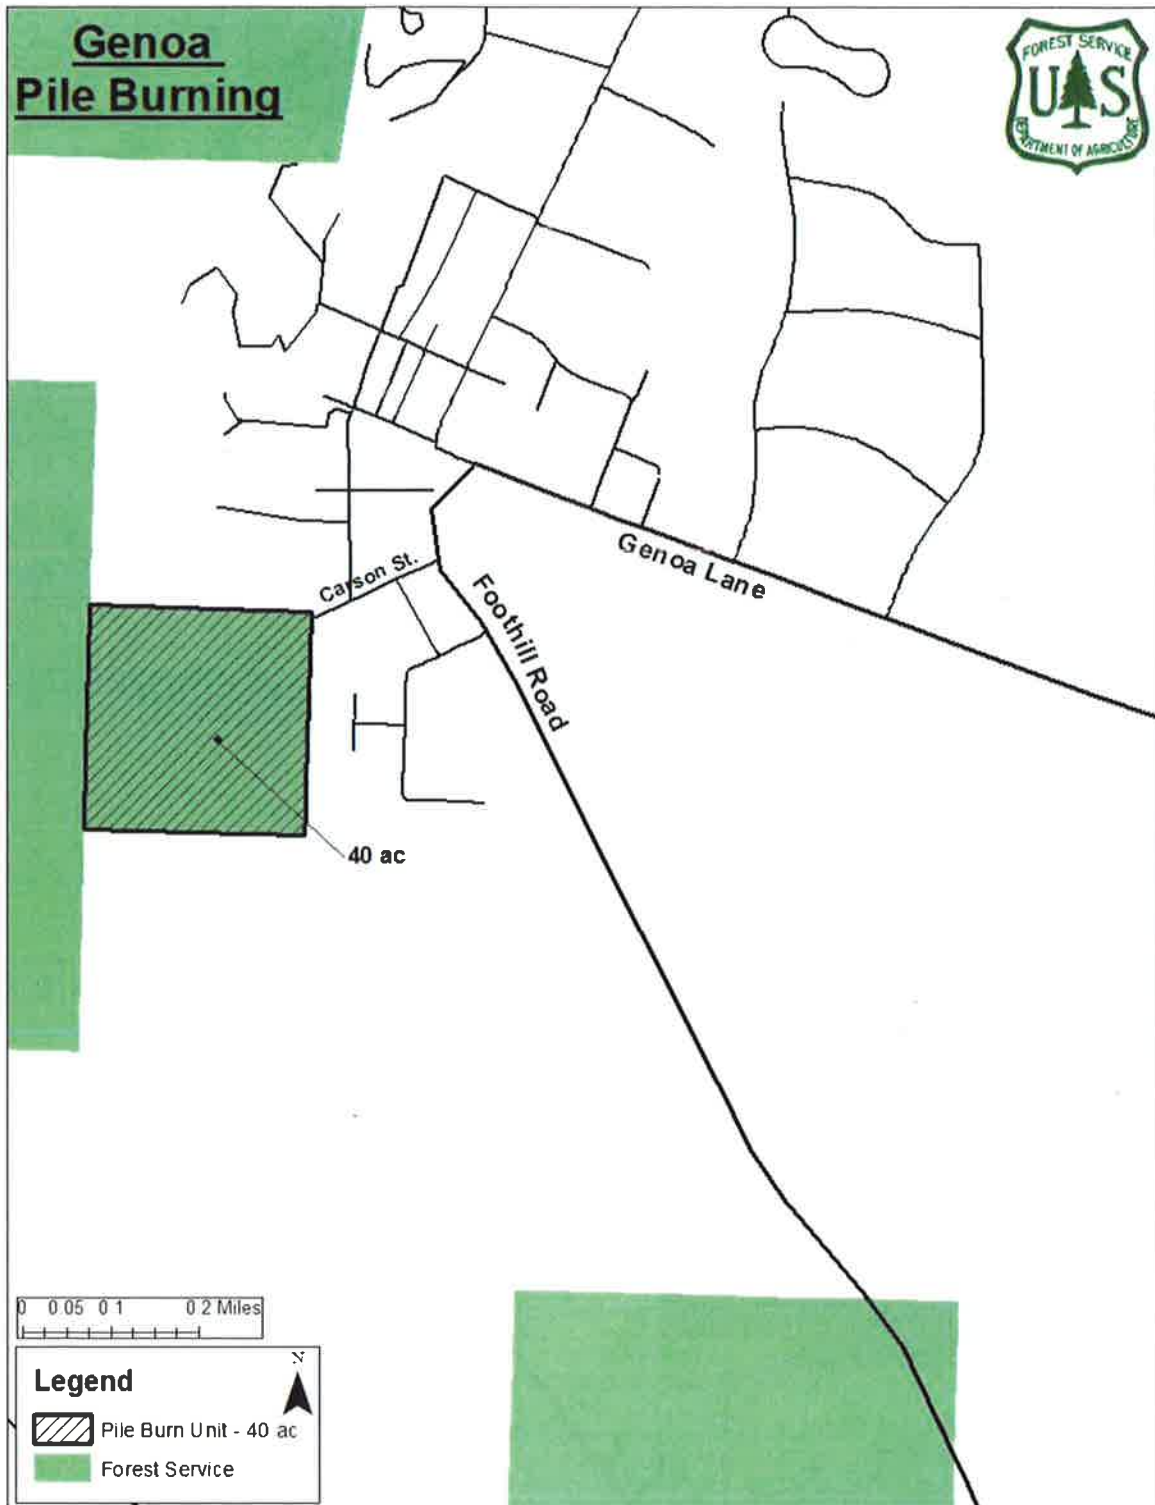 Genoa
Pile Burning
FOREST SERVICE
U S
DEPARTMENT OF AGRICULTURE
Genoa Lane
Carson St.
Foothill Road
40 ac
0 0 05 0 1 0 2 Miles
N
Legend
Pile Burn Unit - 40 ac
Forest Service